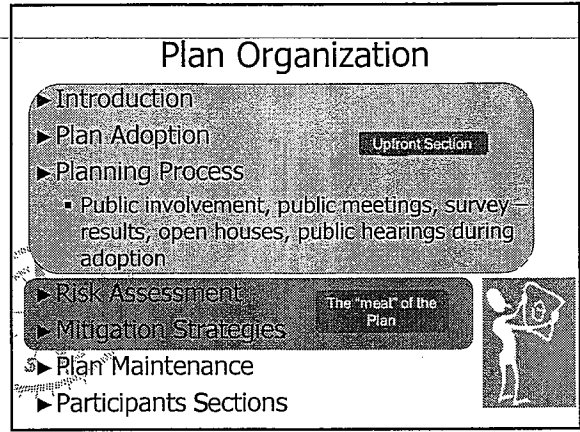 Plan Organization
►Introduction
►Plan Adoption
Upfront Section
►Planning Process
▪ Public involvement, public meetings, survey
results, open houses, public hearings during
adoption
►Risk Assessment
►Mitigation Strategies
The "meat" of the
Plan
►Plan Maintenance
►Participants Sections